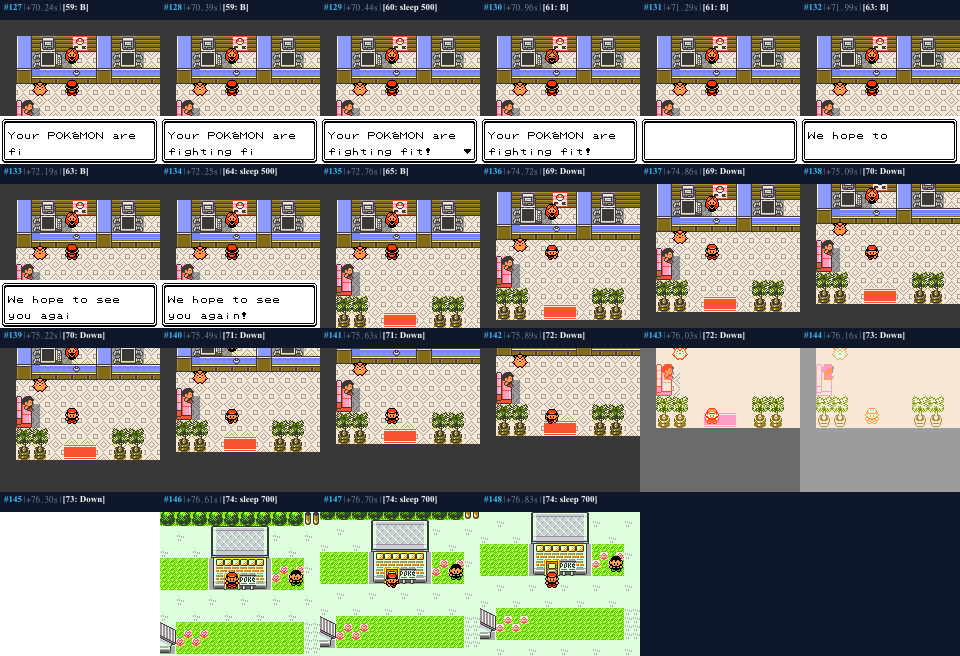 #127 |+70.24s| [59: B]
#128 |+70.39s| [59: B]
#129 |+70.44s| [60: sleep 500]
#130 |+70.96s| [61: B]
#131 |+71.29s| [61: B]
#132 |+71.99s| [63: B]
Your POKéMON are
fi
Your POKéMON are
fighting fi
Your POKéMON are
fighting fit!
Your POKéMON are
fighting fit!
We hope to
#133 |+72.19s| [63: B]
#134 |+72.25s| [64: sleep 500]
#135 |+72.76s| [65: B]
#136 |+74.72s| [69: Down]
#137 |+74.86s| [69: Down]
#138 |+75.09s| [70: Down]
We hope to see
you agai
We hope to see
you again!
#139 |+75.22s| [70: Down]
#140 |+75.49s| [71: Down]
#141 |+75.63s| [71: Down]
#142 |+75.89s| [72: Down]
#143 |+76.03s| [72: Down]
#144 |+76.16s| [73: Down]
#145 |+76.30s| [73: Down]
#146 |+76.61s| [74: sleep 700]
#147 |+76.70s| [74: sleep 700]
#148 |+76.83s| [74: sleep 700]
POKé
POKé
POKé